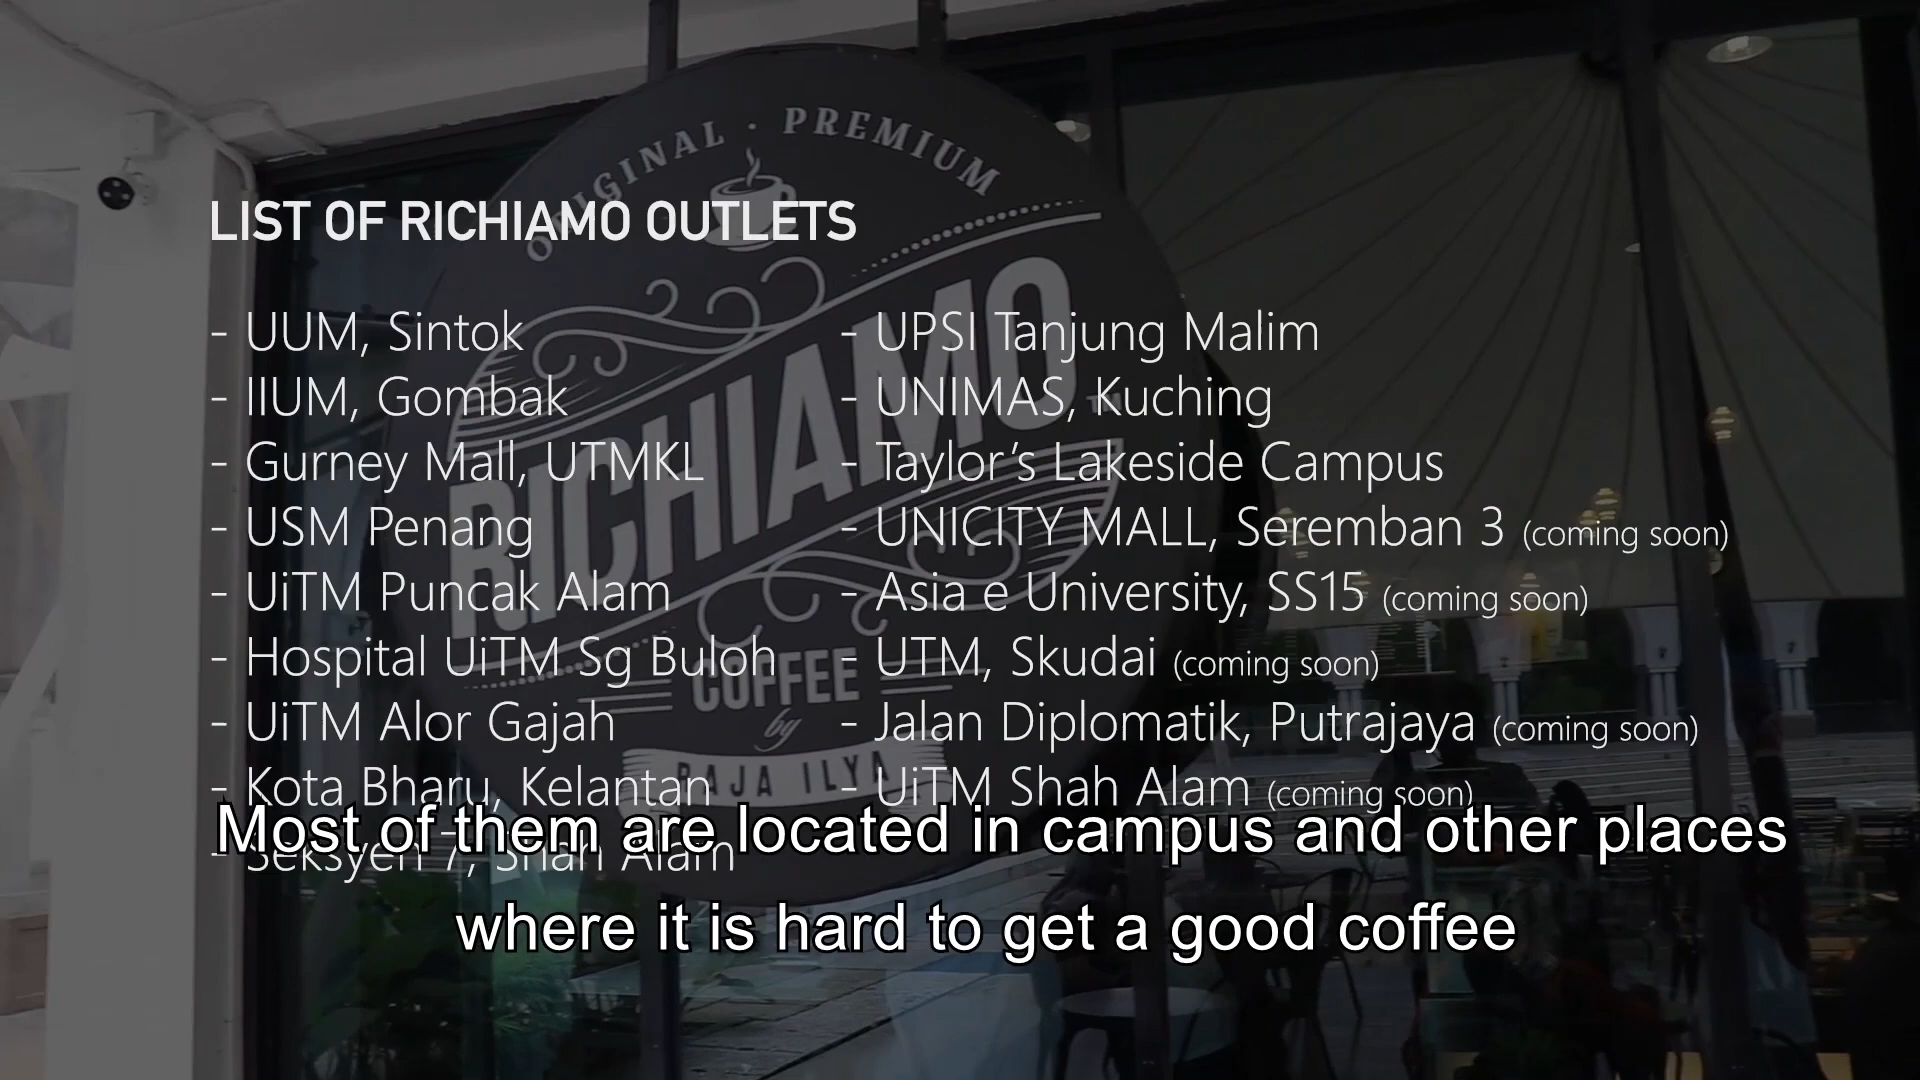 ORIGINAL · PREMIUM
LIST OF RICHIAMO OUTLETS
- UUM, Sintok
- IIUM, Gombak
- Gurney Mall, UTMKL
- USM Penang
- UiTM Puncak Alam
- Hospital UiTM Sg Buloh
- UiTM Alor Gajah
- Kota Bharu, Kelantan
- Seksyen 7, Shah Alam
- UPSI Tanjung Malim
- UNIMAS, Kuching
- Taylor's Lakeside Campus
- UNICITY MALL, Seremban 3 (coming soon)
- Asia e University, SS15 (coming soon)
- UTM, Skudai (coming soon)
- Jalan Diplomatik, Putrajaya (coming soon)
- UiTM Shah Alam (coming soon)
RICHIAMO
COFFEE
by
RAJA ILYA
Most of them are located in campus and other places
where it is hard to get a good coffee